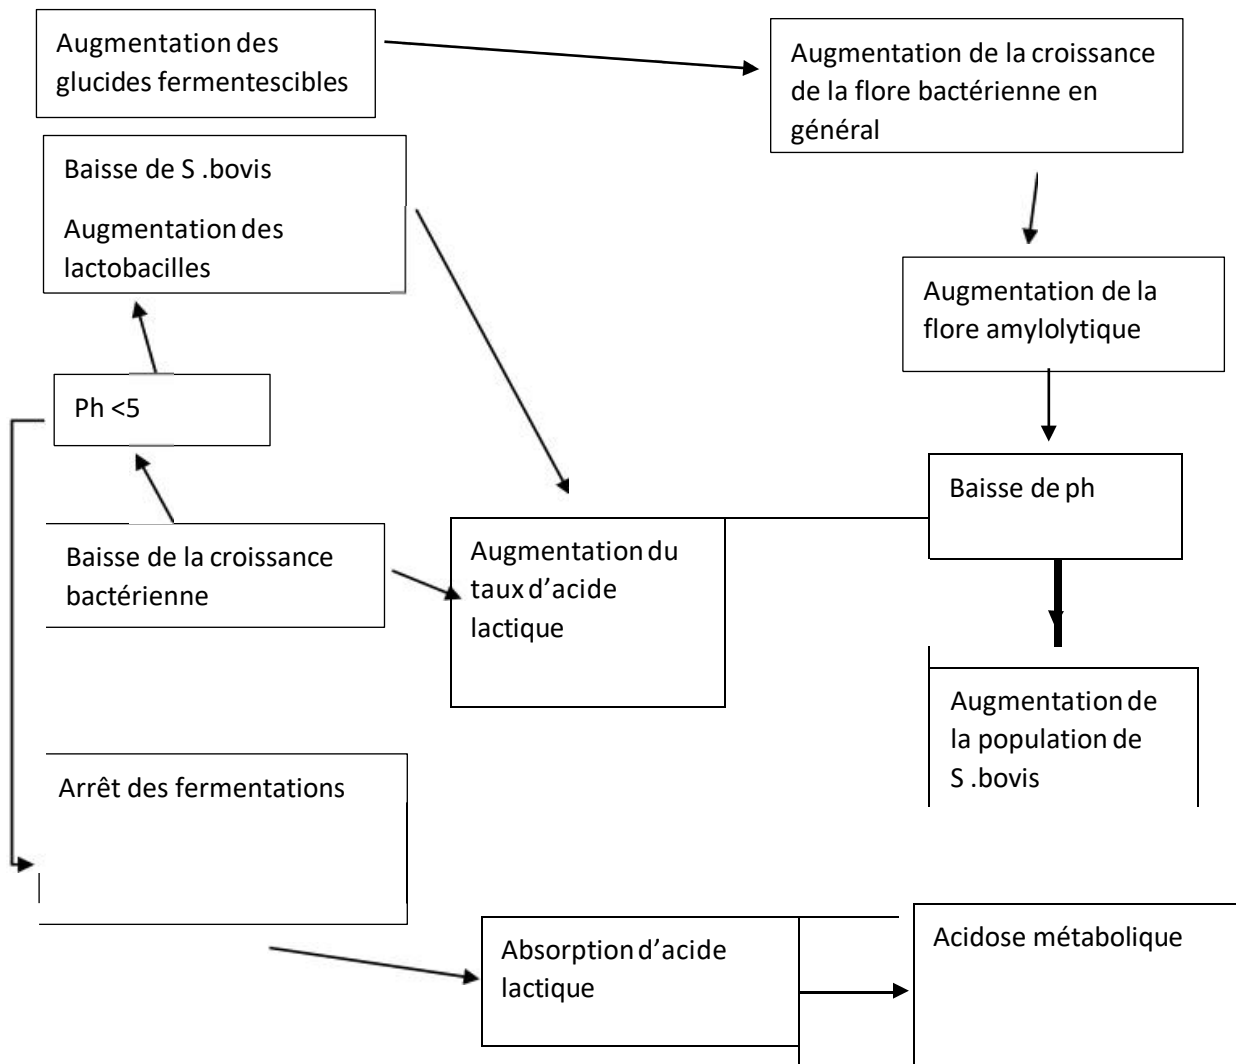 Augmentation des
glucides fermentescibles
Augmentation de la croissance
de la flore bactérienne en
général
Baisse de S .bovis
Augmentation des
lactobacilles
Augmentation de la
flore amylolytique
Ph <5
Baisse de ph
Baisse de la croissance
bactérienne
Augmentation du
taux d’acide
lactique
Augmentation de
la population de
S .bovis
Arrêt des fermentations
Absorption d’acide
lactique
Acidose métabolique